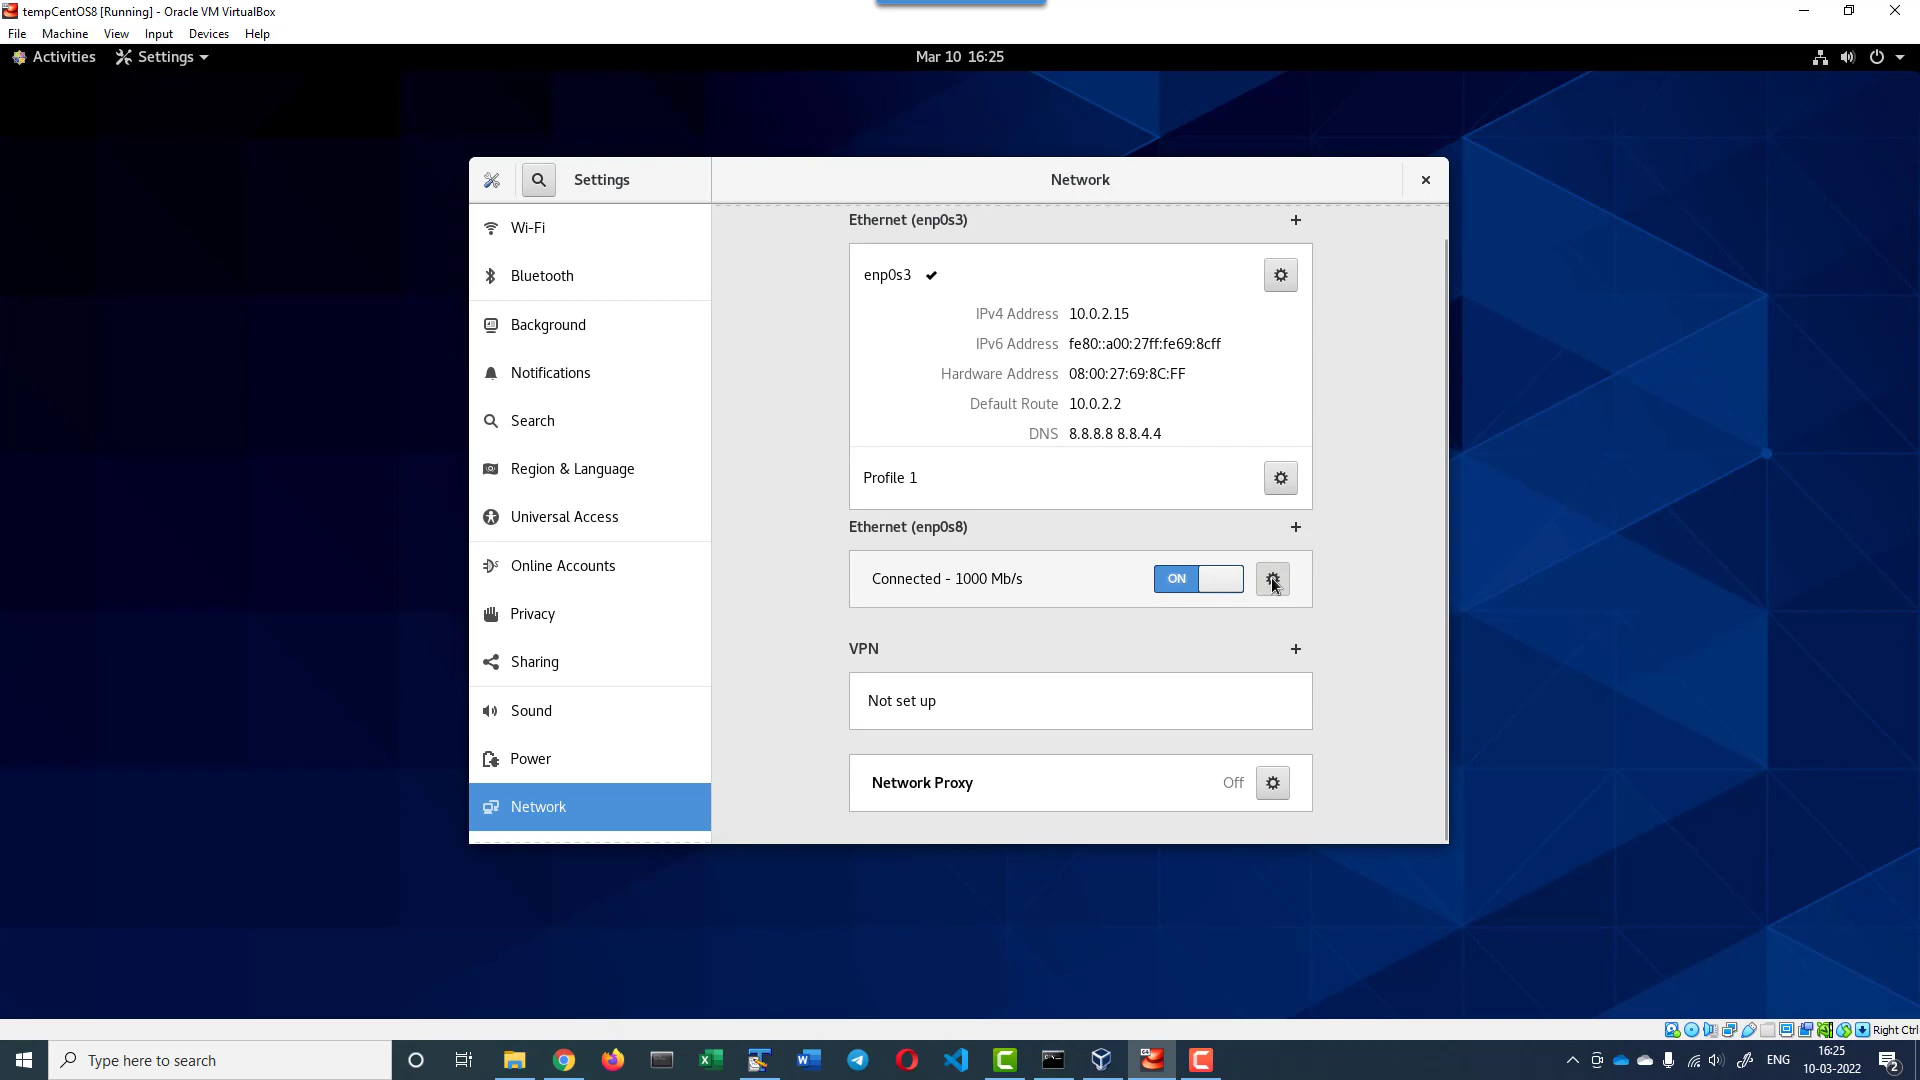 tempCentOS8 [Running] - Oracle VM VirtualBox
File Machine View Input Devices Help
Activities Settings Mar 10 16:25
Settings Network
Wi-Fi
Bluetooth
Background
Notifications
Search
Region & Language
Universal Access
Online Accounts
Privacy
Sharing
Sound
Power
Network
Ethernet (enp0s3) +
enp0s3
IPv4 Address 10.0.2.15
IPv6 Address fe80::a00:27ff:fe69:8cff
Hardware Address 08:00:27:69:8C:FF
Default Route 10.0.2.2
DNS 8.8.8.8 8.8.4.4
Profile 1
Ethernet (enp0s8) +
Connected - 1000 Mb/s ON
VPN +
Not set up
Network Proxy Off
Right Ctrl
Type here to search
ENG
16:25
10-03-2022
2